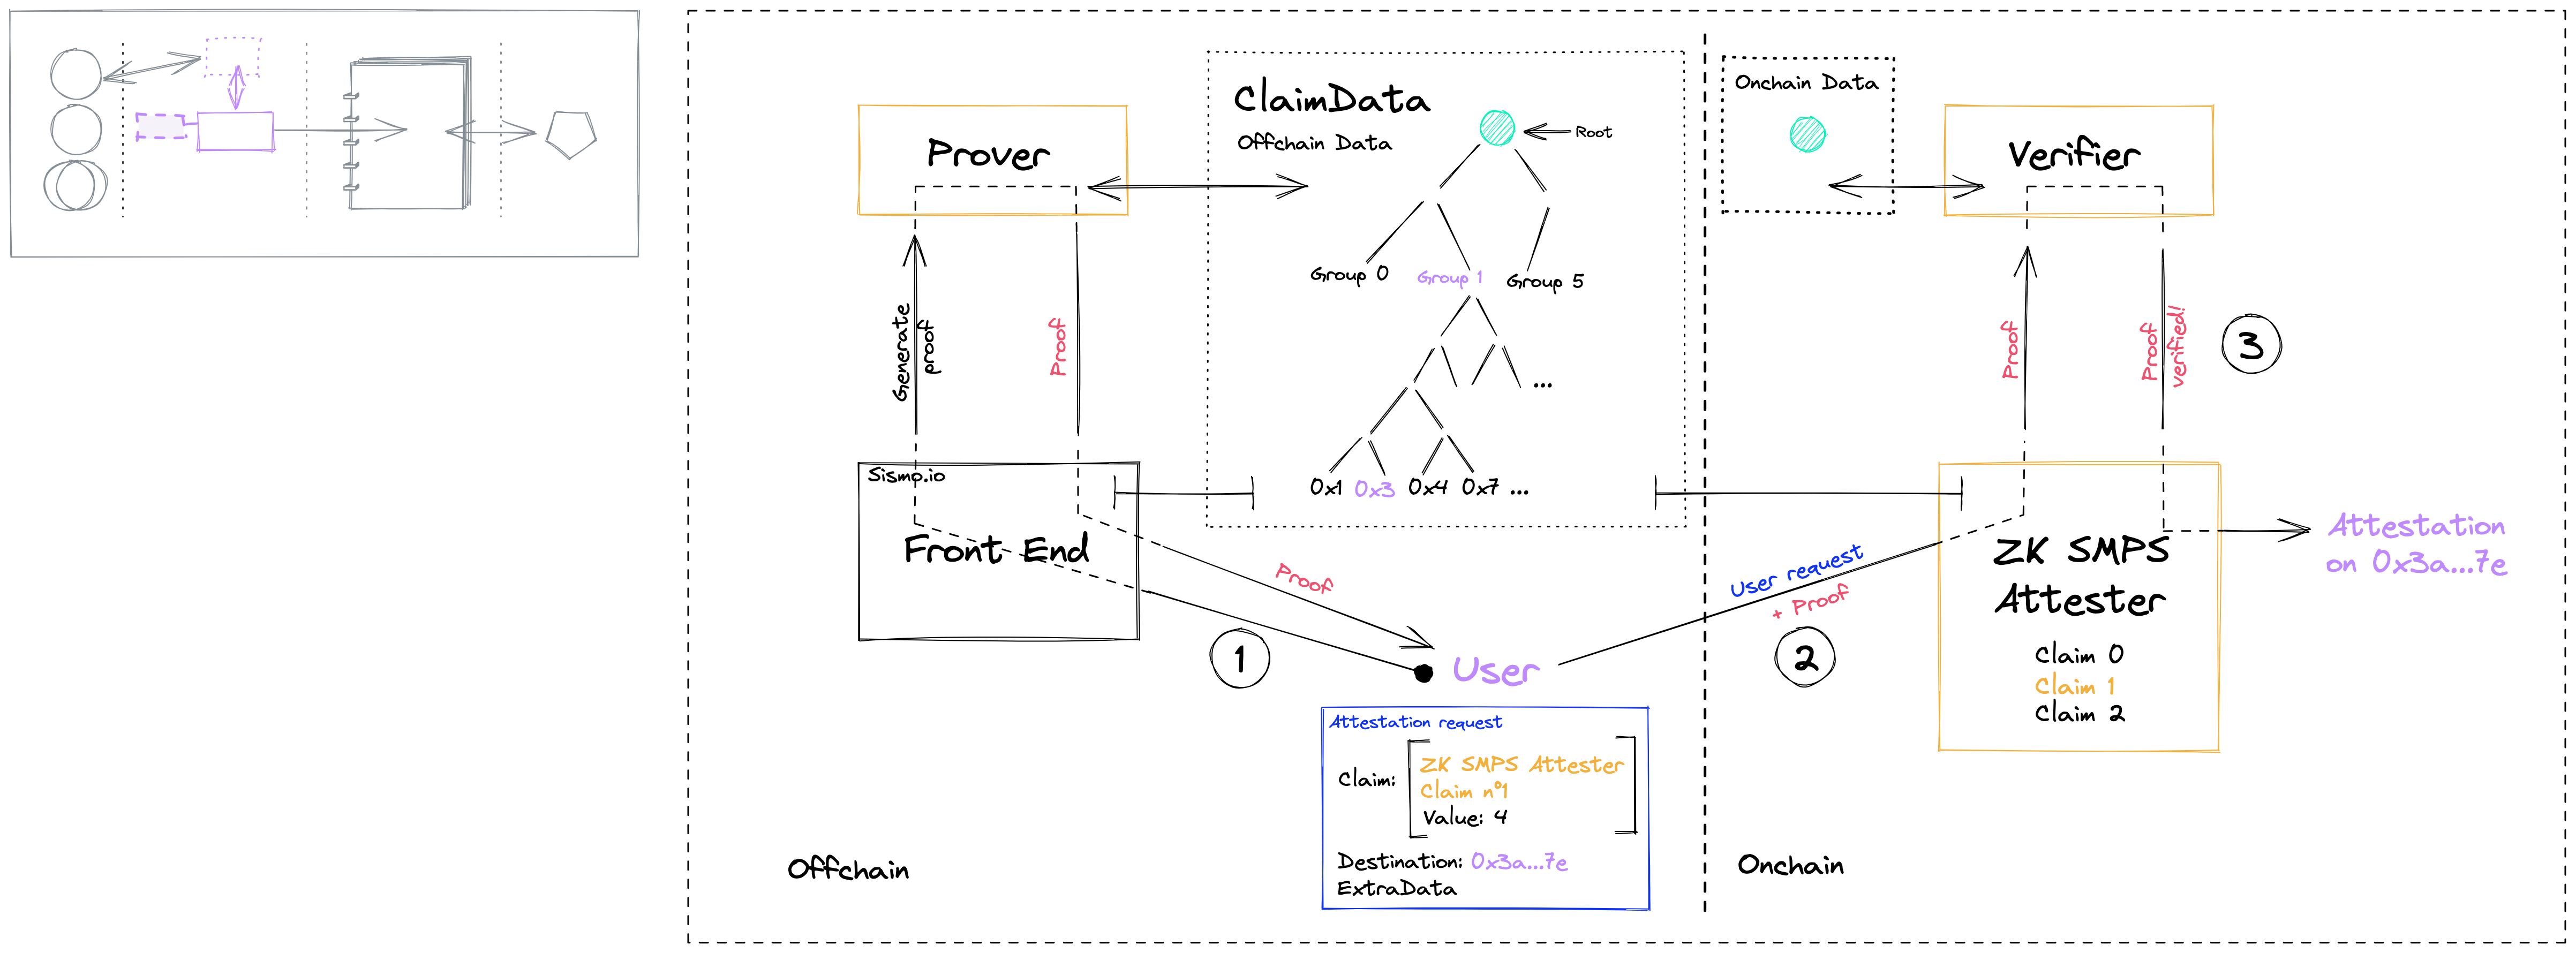 Prover
ClaimData
Offchain Data
Root
Group 0
Group 1
Group 5
...
0x1 0x3 0x4 0x7 ...
Onchain Data
Verifier
Generate
proof
Proof
Proof
Proof
verified!
3
Sismo.io
Front End
Proof
1
User
User request
+ Proof
2
ZK SMPS
Attester
Claim 0
Claim 1
Claim 2
Attestation
on 0x3a...7e
Attestation request
Claim:
ZK SMPS Attester
Claim n°1
Value: 4
Destination: 0x3a...7e
ExtraData
Offchain
Onchain